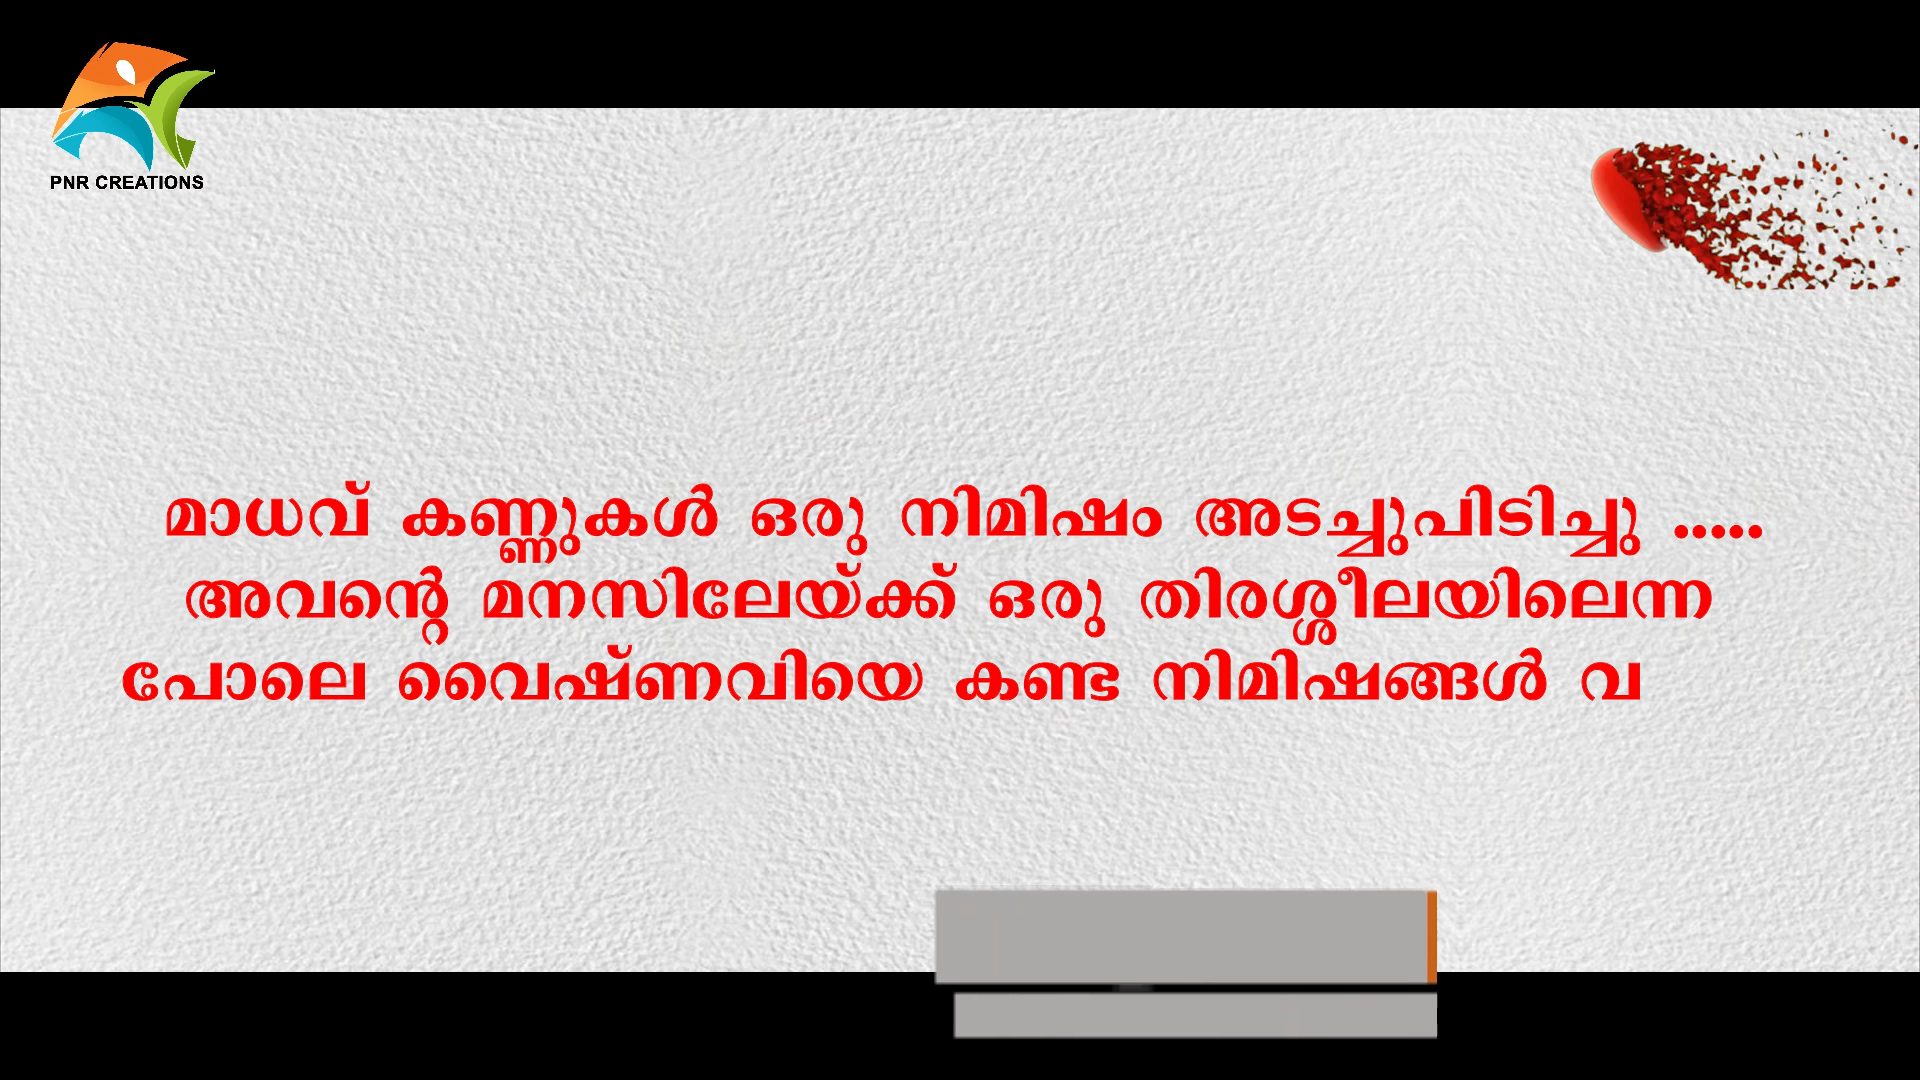 PNR CREATIONS
മാധവ് കണ്ണുകൾ ഒരു നിമിഷം അടച്ചുപിടിച്ചു .....
അവന്റെ മനസിലേയ്ക്ക് ഒരു തിരശ്ശീലയിലെന്ന
പോലെ വൈഷ്ണവിയെ കണ്ട നിമിഷങ്ങൾ വ